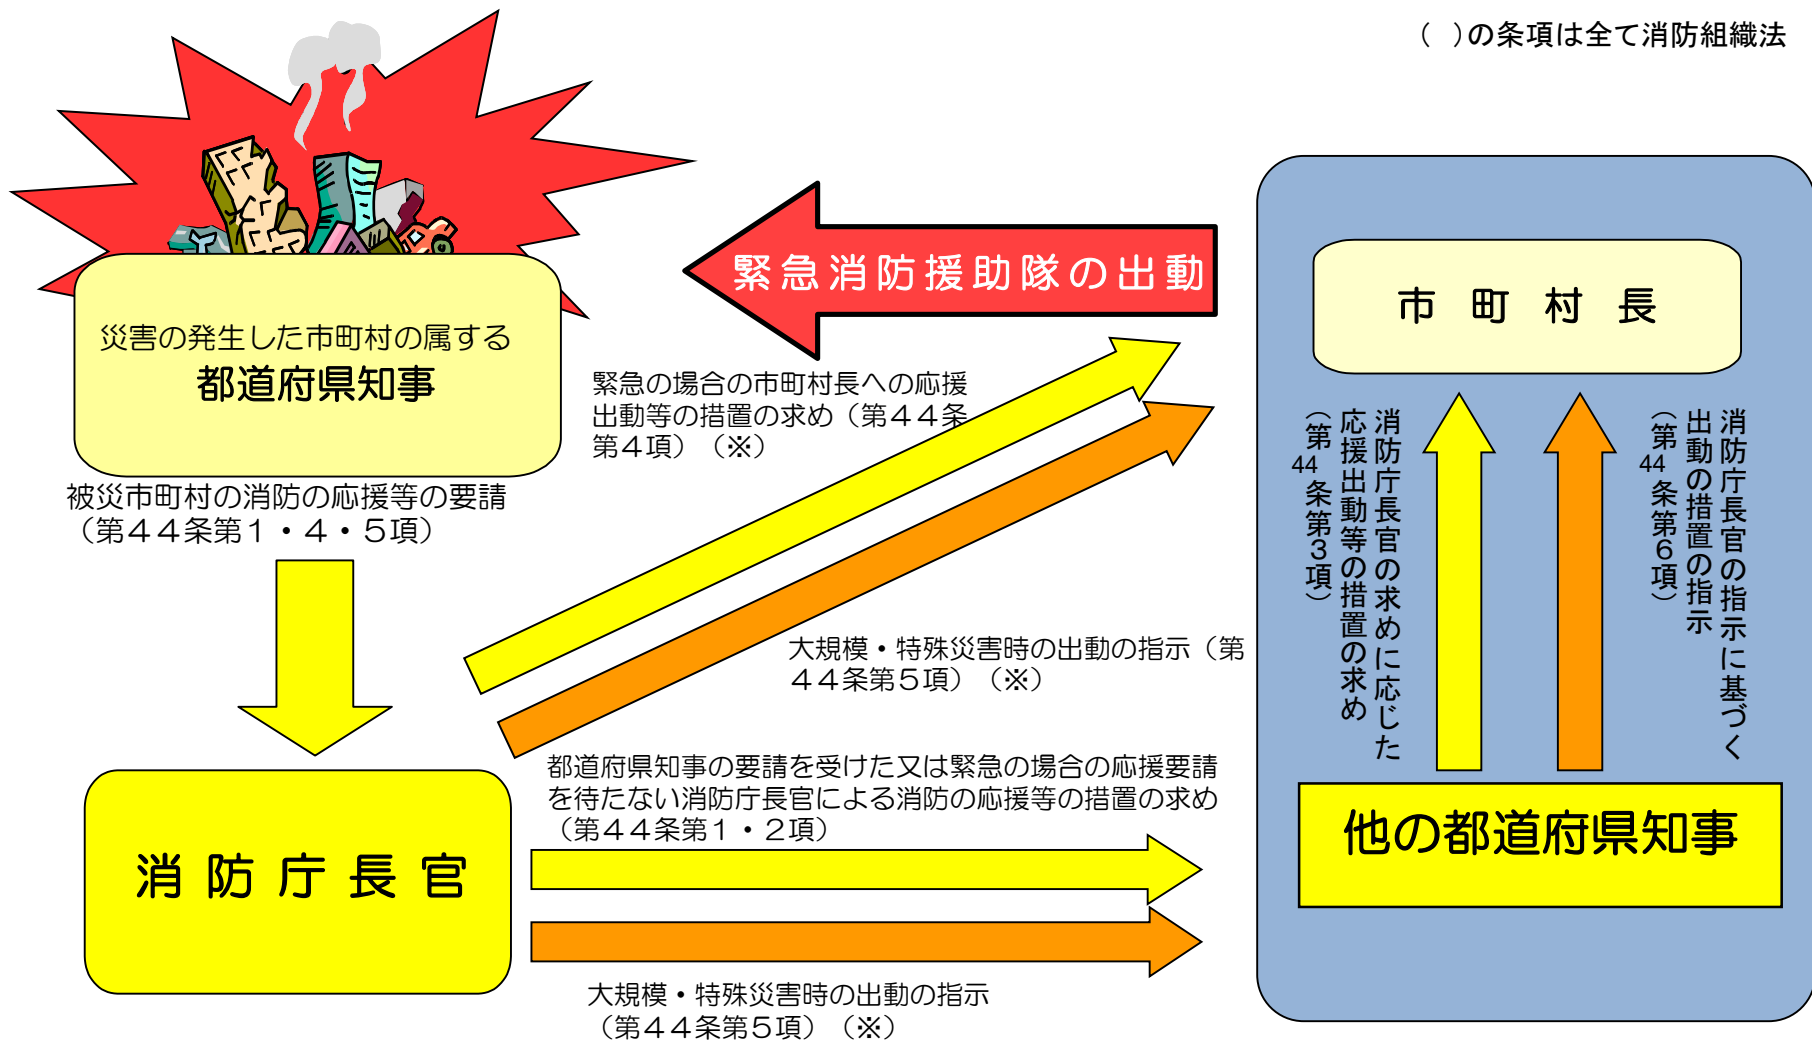 （　）の条項は全て消防組織法
緊急消防援助隊の出動
市町村長
災害の発生した市町村の属する
都道府県知事
緊急の場合の市町村長への応援
出動等の措置の求め（第４４条
第４項）（※）
被災市町村の消防の応援等の要請
（第４４条第１・４・５項）
消防庁長官の指示に基づく
出動の措置の指示
（第44条第６項）
消防庁長官の求めに応じた
応援出動等の措置の求め
（第44条第３項）
大規模・特殊災害時の出動の指示（第
４４条第５項）（※）
都道府県知事の要請を受けた又は緊急の場合の応援要請
を待たない消防庁長官による消防の応援等の措置の求め
（第４４条第１・２項）
他の都道府県知事
消防庁長官
大規模・特殊災害時の出動の指示
（第４４条第５項）（※）